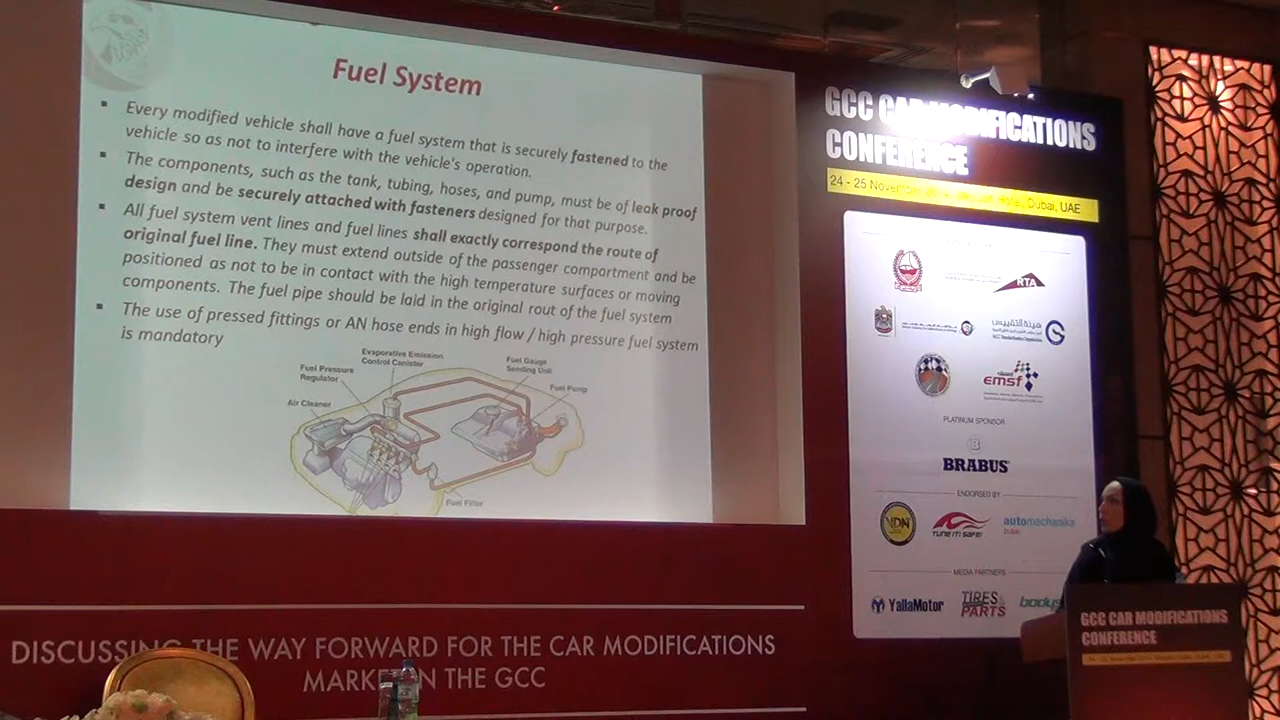 Fuel System
▪ Every modified vehicle shall have a fuel system that is securely fastened to the
vehicle so as not to interfere with the vehicle's operation.
▪ The components, such as the tank, tubing, hoses, and pump, must be of leak proof
design and be securely attached with fasteners designed for that purpose.
▪ All fuel system vent lines and fuel lines shall exactly correspond the route of
original fuel line. They must extend outside of the passenger compartment and be
positioned as not to be in contact with the high temperature surfaces or moving
components. The fuel pipe should be laid in the original rout of the fuel system
▪ The use of pressed fittings or AN hose ends in high flow / high pressure fuel system
is mandatory
Evaporative Emission
Control Canister
Fuel Gauge
Sending Unit
Fuel Pressure
Regulator
Fuel Pump
Air Cleaner
Fuel Filter
DISCUSSING THE WAY FORWARD FOR THE CAR MODIFICATIONS
MARKET IN THE GCC
GCC CAR MODIFICATIONS
CONFERENCE
24 - 25 November Dubai, UAE
RTA
هيئة التقييس
GCC Standardization Organization
emsf
PLATINUM SPONSOR
B
BRABUS
ENDORSED BY
VDN
TUNE IT! SAFE!
automechanika
DUBAI
MEDIA PARTNERS
YallaMotor
TIRES
PARTS
GCC CAR MODIFICATIONS
CONFERENCE